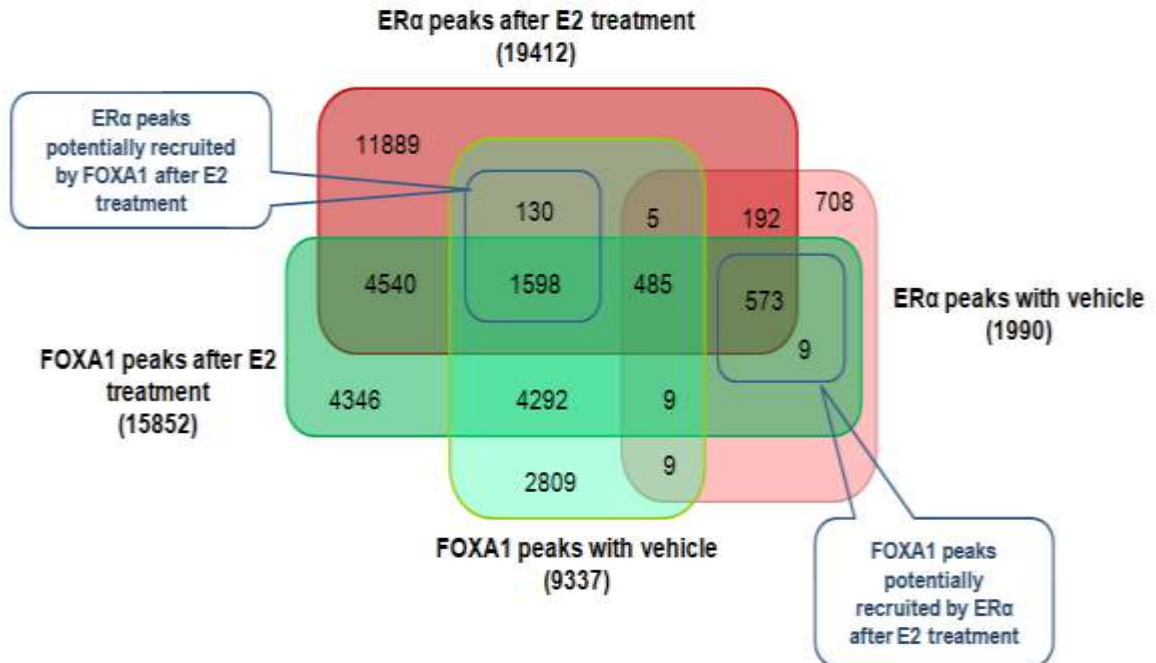 ERα peaks after E2 treatment
(19412)
ERα peaks
potentially recruited
by FOXA1 after E2
treatment
11889
130
5
192
708
4540
1598
485
573
9
ERα peaks with vehicle
(1990)
FOXA1 peaks after E2
treatment
(15852)
4346
4292
9
2809
9
FOXA1 peaks with vehicle
(9337)
FOXA1 peaks
potentially
recruited by ERα
after E2 treatment